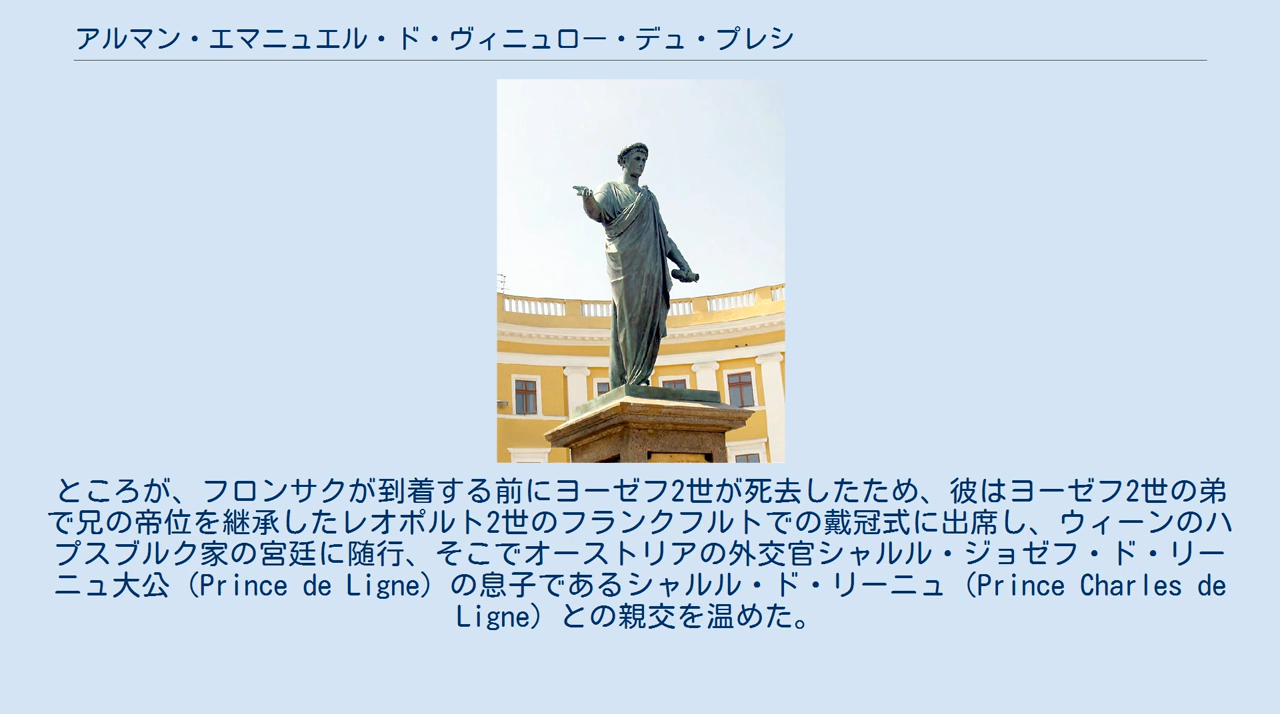 アルマン・エマニュエル・ド・ヴィニュロー・デュ・プレシ
ところが、フロンサクが到着する前にヨーゼフ2世が死去したため、彼はヨーゼフ2世の弟
で兄の帝位を継承したレオポルト2世のフランクフルトでの戴冠式に出席し、ウィーンのハ
プスブルク家の宮廷に随行、そこでオーストリアの外交官シャルル・ジョゼフ・ド・リー
ニュ大公（Prince de Ligne）の息子であるシャルル・ド・リーニュ（Prince Charles de
Ligne）との親交を温めた。